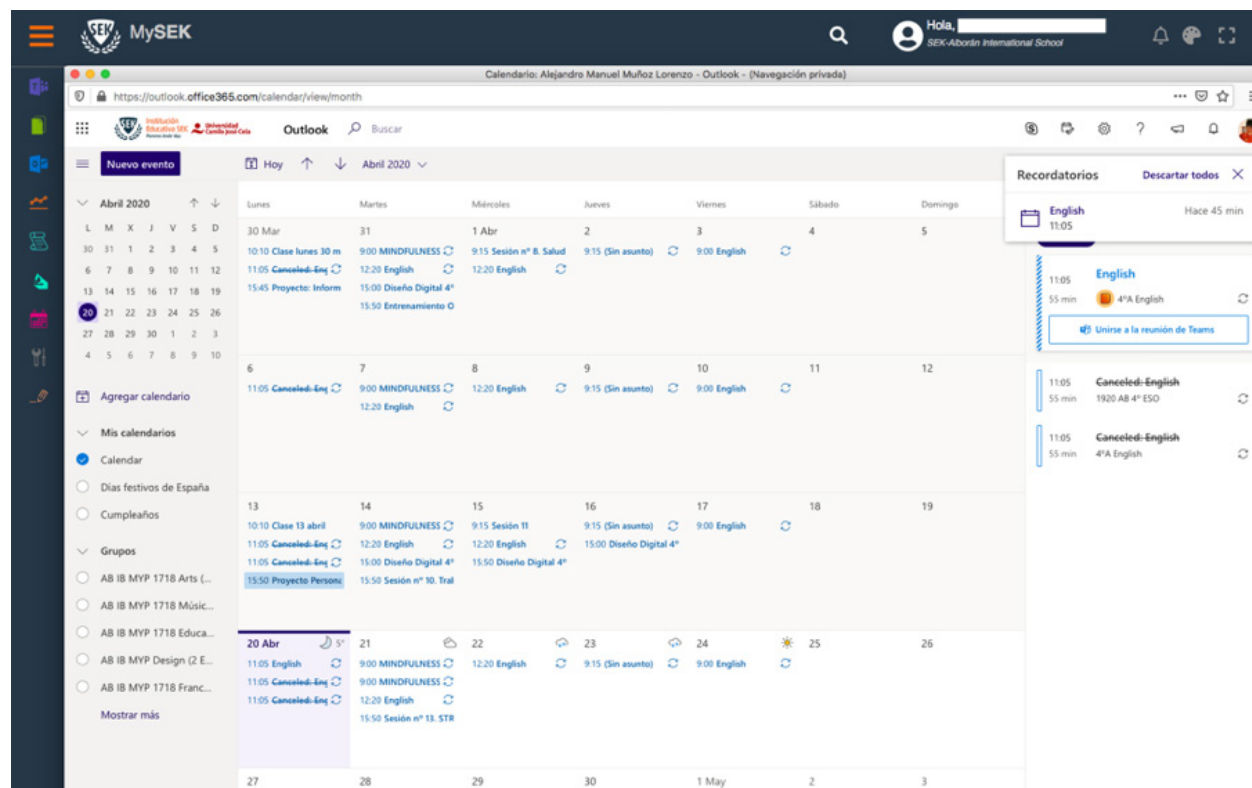 MySEK
Hola,
SEK-Alborán International School
Calendario: Alejandro Manuel Muñoz Lorenzo - Outlook - (Navegación privada)
https://outlook.office365.com/calendar/view/month
SEK
Institución
Educativa SEK
Universidad
Camilo José Cela
Outlook
Buscar
Nuevo evento
Hoy
Abril 2020
Recordatorios
Descartar todos
English
Hace 45 min
11:05
Abril 2020
L M X J V S D
30 31 1 2 3 4 5
6 7 8 9 10 11 12
13 14 15 16 17 18 19
20 21 22 23 24 25 26
27 28 29 30 1 2 3
4 5 6 7 8 9 10
Agregar calendario
Mis calendarios
Calendar
Días festivos de España
Cumpleaños
Grupos
AB IB MYP 1718 Arts (...
AB IB MYP 1718 Músic...
AB IB MYP 1718 Educa...
AB IB MYP Design (2 E...
AB IB MYP 1718 Franc...
Mostrar más
Lunes Martes Miércoles Jueves Viernes Sábado Domingo
30 Mar
10:10 Clase lunes 30 m
11:05 Canceled: Eng
15:45 Proyecto: Inform
31
9:00 MINDFULNESS
12:20 English
15:00 Diseño Digital 4º
15:50 Entrenamiento O
1 Abr
9:15 Sesión nº 8. Salud
12:20 English
2
9:15 (Sin asunto)
3
9:00 English
4
5
6
11:05 Canceled: Eng
7
9:00 MINDFULNESS
12:20 English
8
12:20 English
9
9:15 (Sin asunto)
10
9:00 English
11
12
13
10:10 Clase 13 abril
11:05 Canceled: Eng
11:05 Canceled: Eng
15:50 Proyecto Persona
14
9:00 MINDFULNESS
12:20 English
15:00 Diseño Digital 4º
15:50 Sesión nº 10. Tral
15
9:15 Sesión 11
12:20 English
15:50 Diseño Digital 4º
16
9:15 (Sin asunto)
15:00 Diseño Digital 4º
17
9:00 English
18
19
20 Abr
5°
11:05 English
11:05 Canceled: Eng
11:05 Canceled: Eng
21
9:00 MINDFULNESS
9:00 MINDFULNESS
12:20 English
15:50 Sesión nº 13. STR
22
12:20 English
23
9:15 (Sin asunto)
24
9:00 English
25
26
27
28
29
30
1 May
2
3
11:05 English
55 min 4ºA English
Unirse a la reunión de Teams
11:05 Canceled: English
55 min 1920 AB 4º ESO
11:05 Canceled: English
55 min 4ºA English